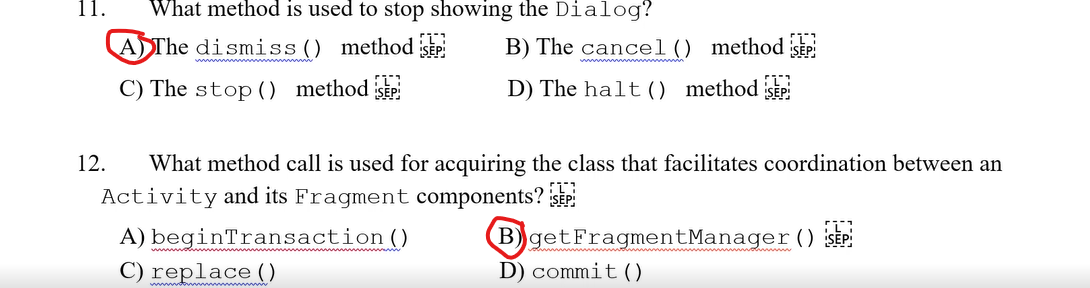 11. What method is used to stop showing the Dialog?
A) The dismiss() method L SEP B) The cancel() method L SEP
C) The stop() method L SEP D) The halt() method L SEP
12. What method call is used for acquiring the class that facilitates coordination between an
Activity and its Fragment components? L SEP
A) beginTransaction() B) getFragmentManager() L SEP
C) replace() D) commit()